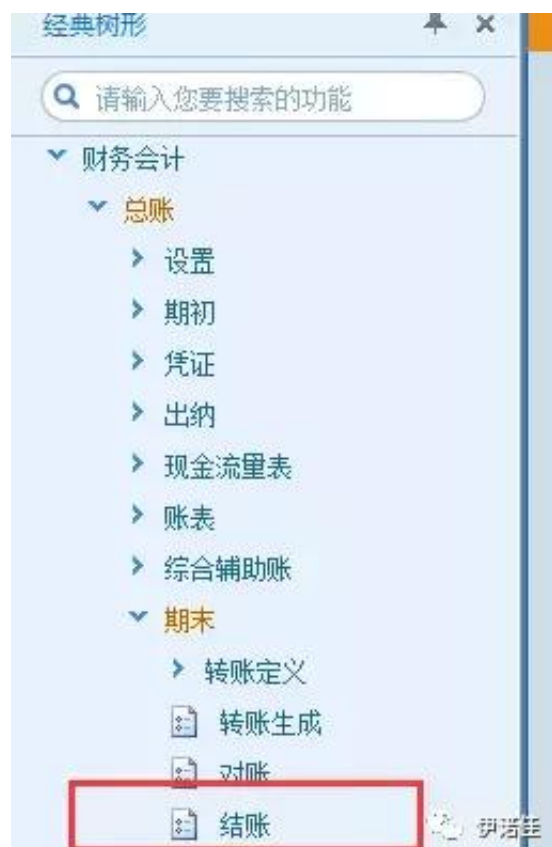 经典树形
请输入您要搜索的功能
财务会计
总账
设置
期初
凭证
出纳
现金流量表
账表
综合辅助账
期末
转账定义
转账生成
对账
结账
伊诺佳